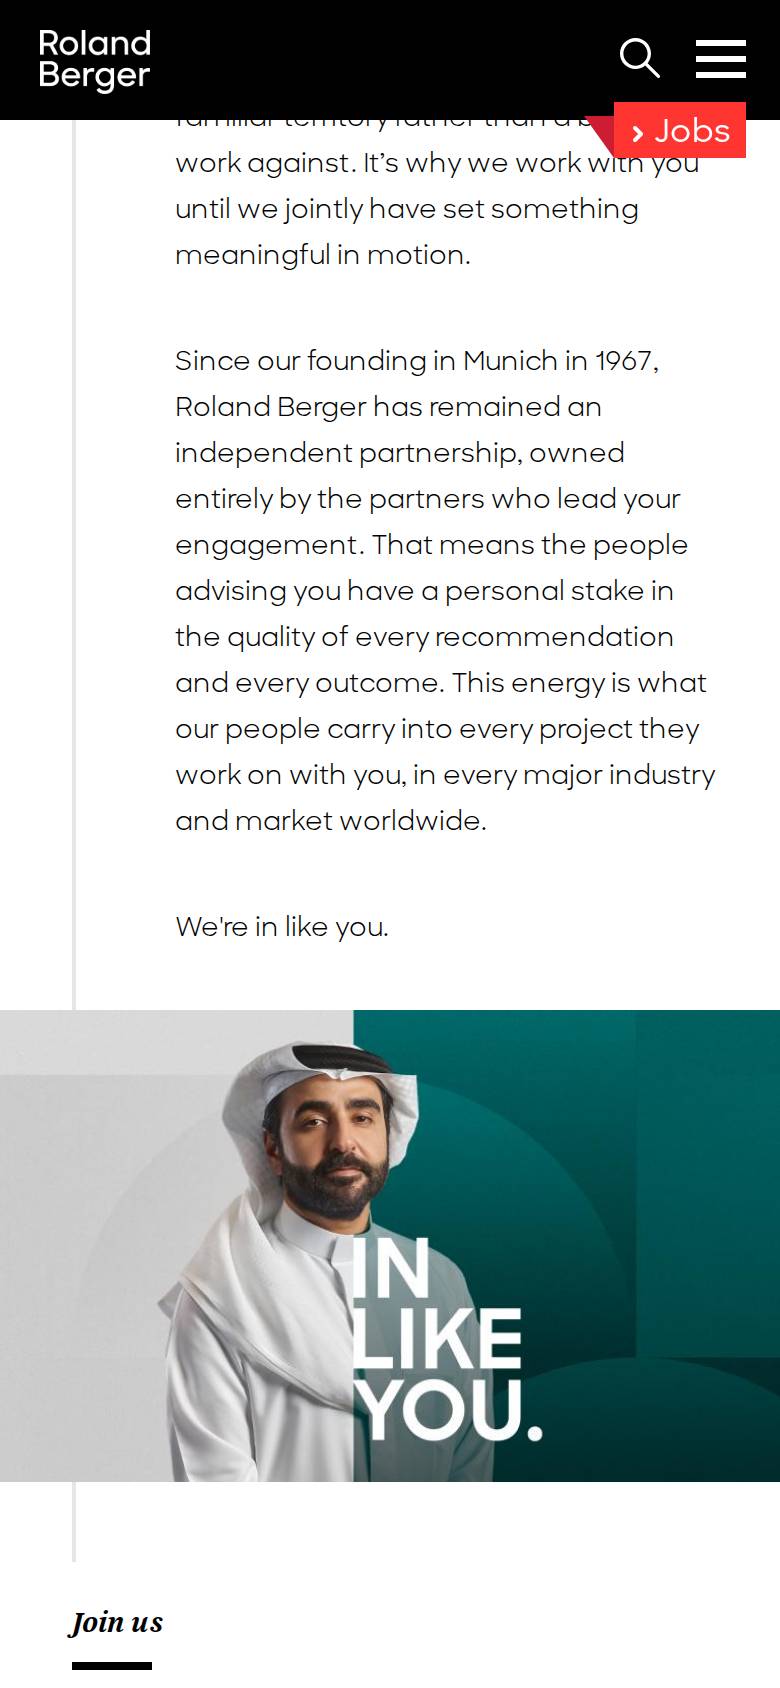 Roland
Berger
Jobs
familiar territory rather than a
work against. It’s why we work with you
until we jointly have set something
meaningful in motion.
Since our founding in Munich in 1967,
Roland Berger has remained an
independent partnership, owned
entirely by the partners who lead your
engagement. That means the people
advising you have a personal stake in
the quality of every recommendation
and every outcome. This energy is what
our people carry into every project they
work on with you, in every major industry
and market worldwide.
We're in like you.
IN
LIKE
YOU.
Join us